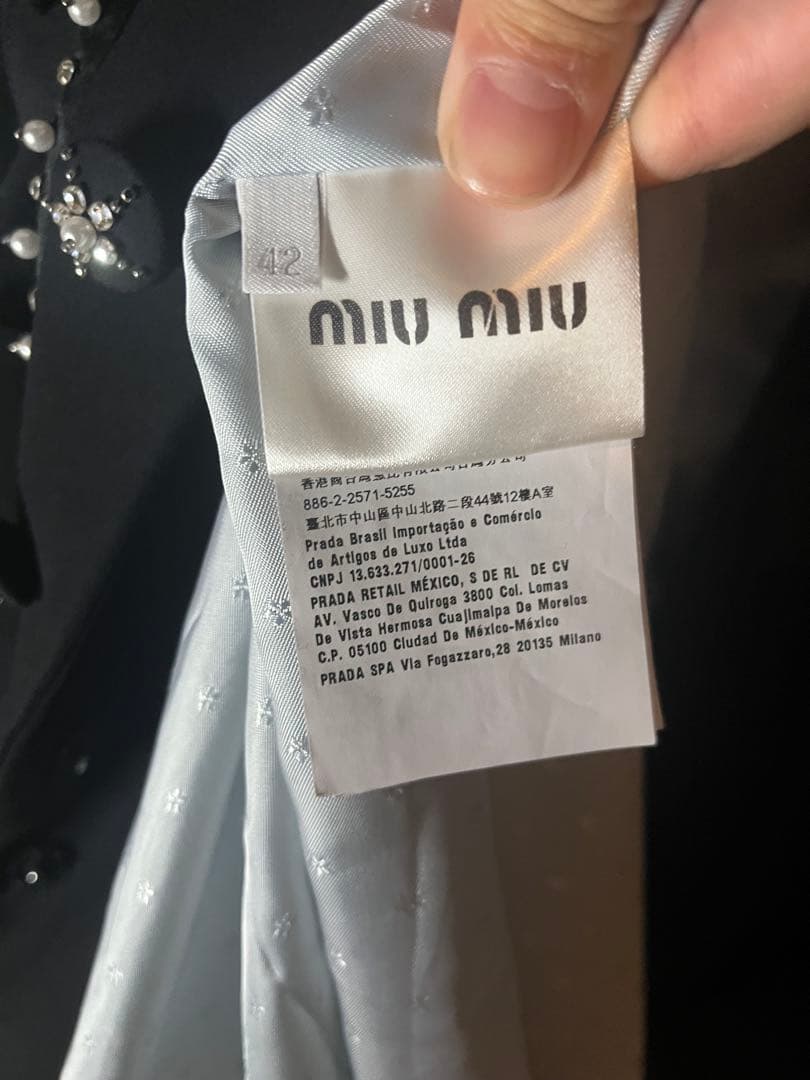 42
miu miu
886-2-2571-5255
臺北市中山區中山北路二段44號12樓A室
Prada Brasil Importação e Comércio
de Artigos de Luxo Ltda
CNPJ 13.633.271/0001-26
PRADA RETAIL MÉXICO, S DE RL DE CV
AV. Vasco De Quiroga 3800 Col. Lomas
De Vista Hermosa Cuajimalpa De Morelos
C.P. 05100 Ciudad De México-México
PRADA SPA Via Fogazzaro,28 20135 Milano